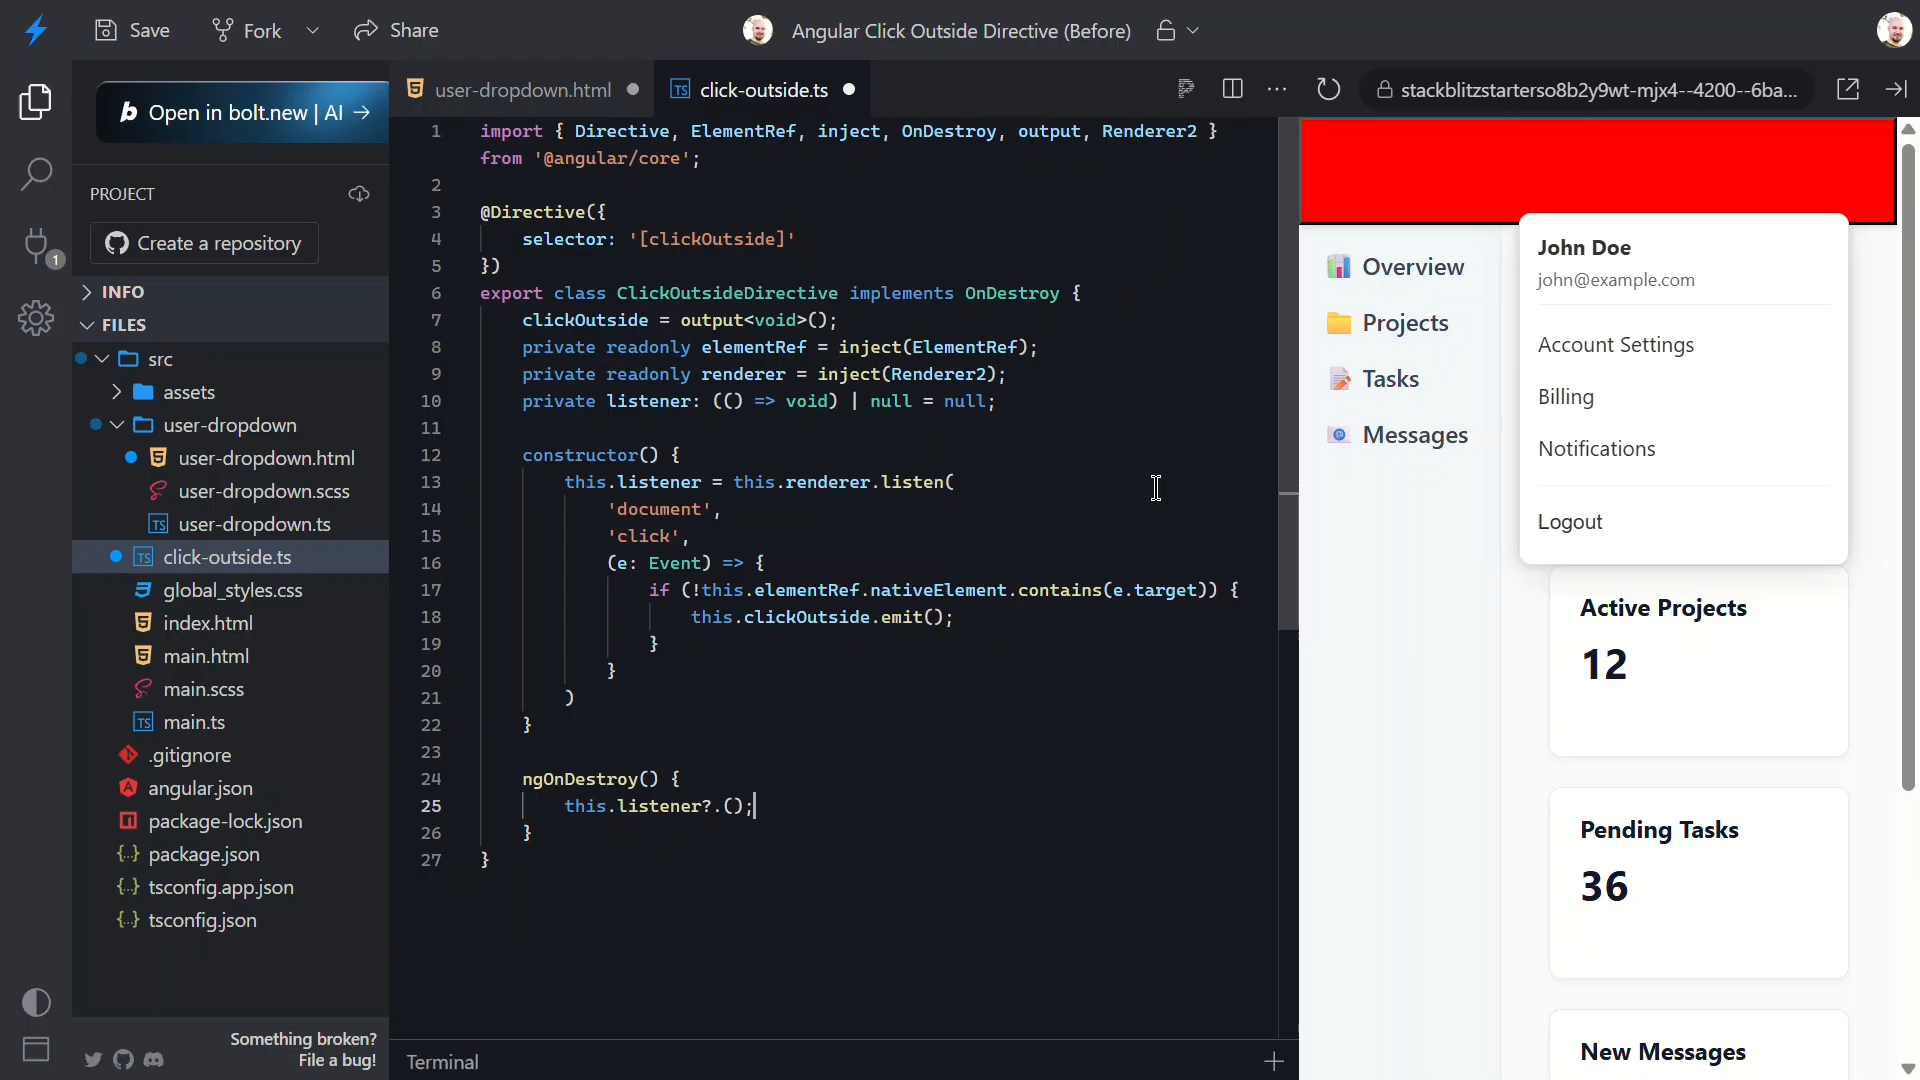 Save
Fork
Share
Angular Click Outside Directive (Before)
b Open in bolt.new | AI →
user-dropdown.html
TS click-outside.ts
stackblitzstarterso8b2y9wt-mjx4--4200--6ba...
PROJECT
Create a repository
1
INFO
FILES
src
assets
user-dropdown
user-dropdown.html
user-dropdown.scss
TS user-dropdown.ts
TS click-outside.ts
global_styles.css
index.html
main.html
main.scss
TS main.ts
.gitignore
angular.json
package-lock.json
{..} package.json
{..} tsconfig.app.json
{..} tsconfig.json
Something broken?
File a bug!
1 import { Directive, ElementRef, inject, OnDestroy, output, Renderer2 }
from '@angular/core';
2
3 @Directive({
4 selector: '[clickOutside]'
5 })
6 export class ClickOutsideDirective implements OnDestroy {
7 clickOutside = output<void>();
8 private readonly elementRef = inject(ElementRef);
9 private readonly renderer = inject(Renderer2);
10 private listener: (() => void) | null = null;
11
12 constructor() {
13 this.listener = this.renderer.listen(
14 'document',
15 'click',
16 (e: Event) => {
17 if (!this.elementRef.nativeElement.contains(e.target)) {
18 this.clickOutside.emit();
19 }
20 }
21 )
22 }
23
24 ngOnDestroy() {
25 this.listener?.();
26 }
27 }
Terminal
Overview
Projects
Tasks
Messages
John Doe
john@example.com
Account Settings
Billing
Notifications
Logout
Active Projects
12
Pending Tasks
36
New Messages